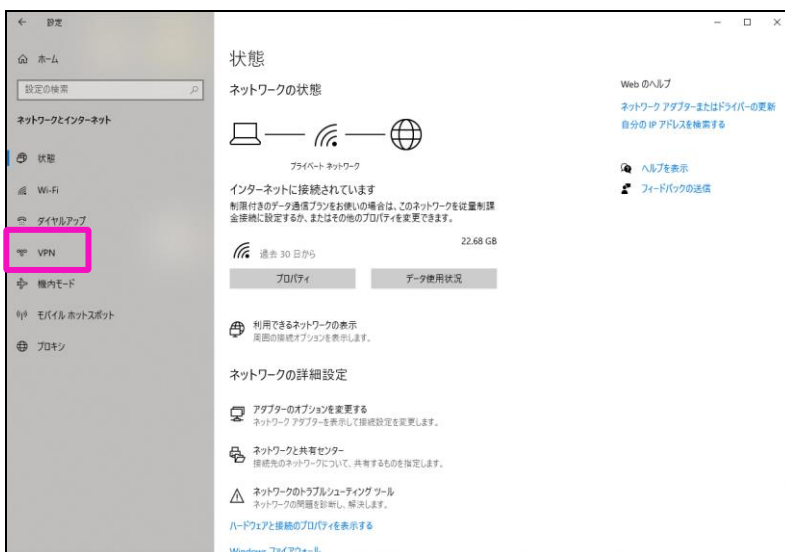 設定
ホーム
設定の検索
ネットワークとインターネット
状態
Wi-Fi
ダイヤルアップ
VPN
機内モード
モバイル ホットスポット
プロキシ
状態
ネットワークの状態
プライベート ネットワーク
インターネットに接続されています
制限付きのデータ通信プランをお使いの場合は、このネットワークを従量制課
金接続に設定するか、またはその他のプロパティを変更できます。
過去 30 日から
22.68 GB
プロパティ
データ使用状況
利用できるネットワークの表示
周囲の接続オプションを表示します。
ネットワークの詳細設定
アダプターのオプションを変更する
ネットワーク アダプターを表示して接続設定を変更します。
ネットワークと共有センター
接続先のネットワークについて、共有するものを指定します。
ネットワークのトラブルシューティング ツール
ネットワークの問題を診断し、解決します。
ハードウェアと接続のプロパティを表示する
Windows ファイアウォール
Web のヘルプ
ネットワーク アダプターまたはドライバーの更新
自分の IP アドレスを検索する
ヘルプを表示
フィードバックの送信